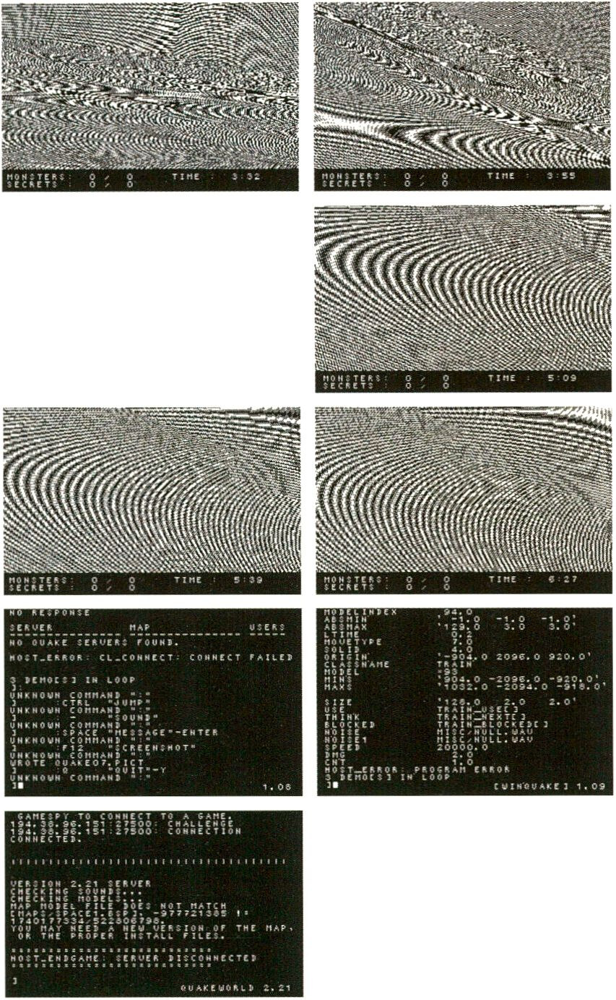 MONSTERS: 0 / 0 TIME : 3:32
SECRETS : 0 / 0
MONSTERS: 0 / 0 TIME : 3:55
SECRETS : 0 / 0
MONSTERS: 0 / 0 TIME : 5:09
SECRETS : 0 / 0
MONSTERS: 0 / 0 TIME : 5:39
SECRETS : 0 / 0
MONSTERS: 0 / 0 TIME : 6:27
SECRETS : 0 / 0
NO RESPONSE
SERVER MAP USERS
NO QUAKE SERVERS FOUND.
HOST_ERROR: CL_CONNECT: CONNECT FAILED
3 DEMO[S] IN LOOP
]
UNKNOWN COMMAND ":"
] :CTRL "JUMP"
UNKNOWN COMMAND ":"
] - "SOUND"
UNKNOWN COMMAND ":"
] :SPACE "MESSAGE"-ENTER
UNKNOWN COMMAND ":"
] :F12 "SCREENSHOT"
UNKNOWN COMMAND ":"
WROTE QUAKE07.PICT
] :Q "QUIT"-Y
UNKNOWN COMMAND ":"
]
1.08
MODELINDEX 94.0
ABSMIN '-1.0 -1.0 -1.0'
ABSMAX '129.0 3.0 3.0'
LTIME 1.2
MOVETYPE 7.0
SOLID 4.0
ORIGIN '-904.0 2096.0 920.0'
CLASSNAME TRAIN
MODEL *93
MINS '904.0 -2096.0 -920.0'
MAXS '1032.0 -2094.0 -918.0'
SIZE '128.0 2.0 2.0'
USE TRAIN_USE[]
THINK TRAIN_NEXT[]
BLOCKED TRAIN_BLOCKED[]
NOISE MISC/NULL.WAV
NOISE1 MISC/NULL.WAV
SPEED 20000.0
DMG 2.0
CNT 1.0
HOST_ERROR: PROGRAM ERROR
3 DEMO[S] IN LOOP
]
[WINQUAKE] 1.09
GAMESPY TO CONNECT TO A GAME.
194.38.96.151:27500: CHALLENGE
194.38.96.151:27500: CONNECTION
CONNECTED.
VERSION 2.21 SERVER
CHECKING SOUNDS...
CHECKING MODELS...
MAP MODEL FILE DOES NOT MATCH
[MAPS/SPACE1.BSP], -977721385 !=
1740177334/522806798.
YOU MAY NEED A NEW VERSION OF THE MAP,
OR THE PROPER INSTALL FILES.
===========================
HOST_ENDGAME: SERVER DISCONNECTED
===========================
]
QUAKEWORLD 2.21